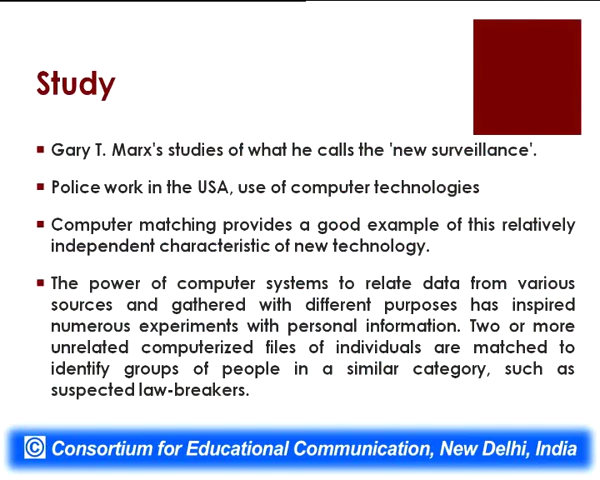 Study
Gary T. Marx's studies of what he calls the 'new surveillance'.
Police work in the USA, use of computer technologies
Computer matching provides a good example of this relatively
independent characteristic of new technology.
The power of computer systems to relate data from various
sources and gathered with different purposes has inspired
numerous experiments with personal information. Two or more
unrelated computerized files of individuals are matched to
identify groups of people in a similar category, such as
suspected law-breakers.
© Consortium for Educational Communication, New Delhi, India